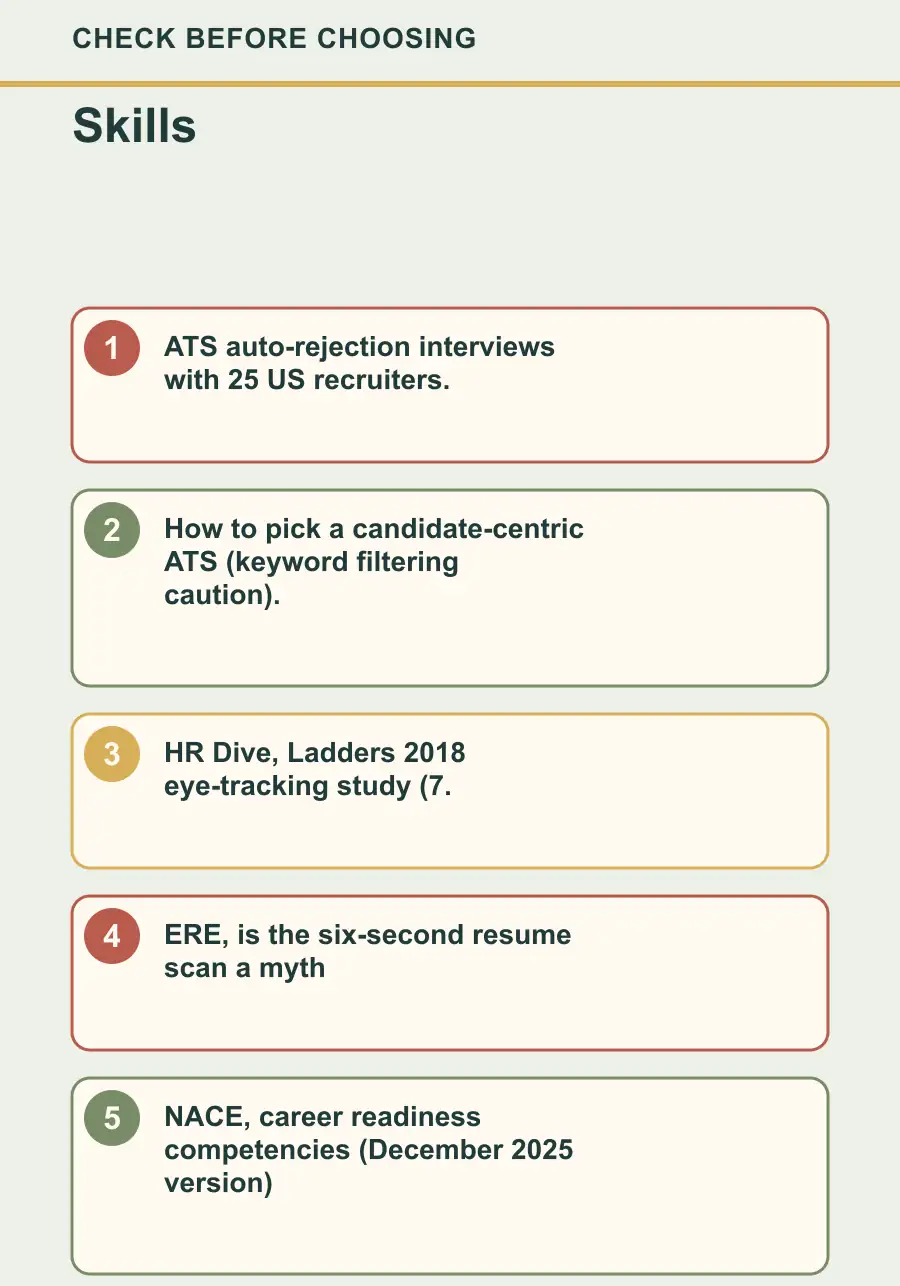 CHECK BEFORE CHOOSING
Skills
1
ATS auto-rejection interviews
with 25 US recruiters.
2
How to pick a candidate-centric
ATS (keyword filtering
caution).
3
HR Dive, Ladders 2018
eye-tracking study (7.
4
ERE, is the six-second resume
scan a myth
5
NACE, career readiness
competencies (December 2025
version)